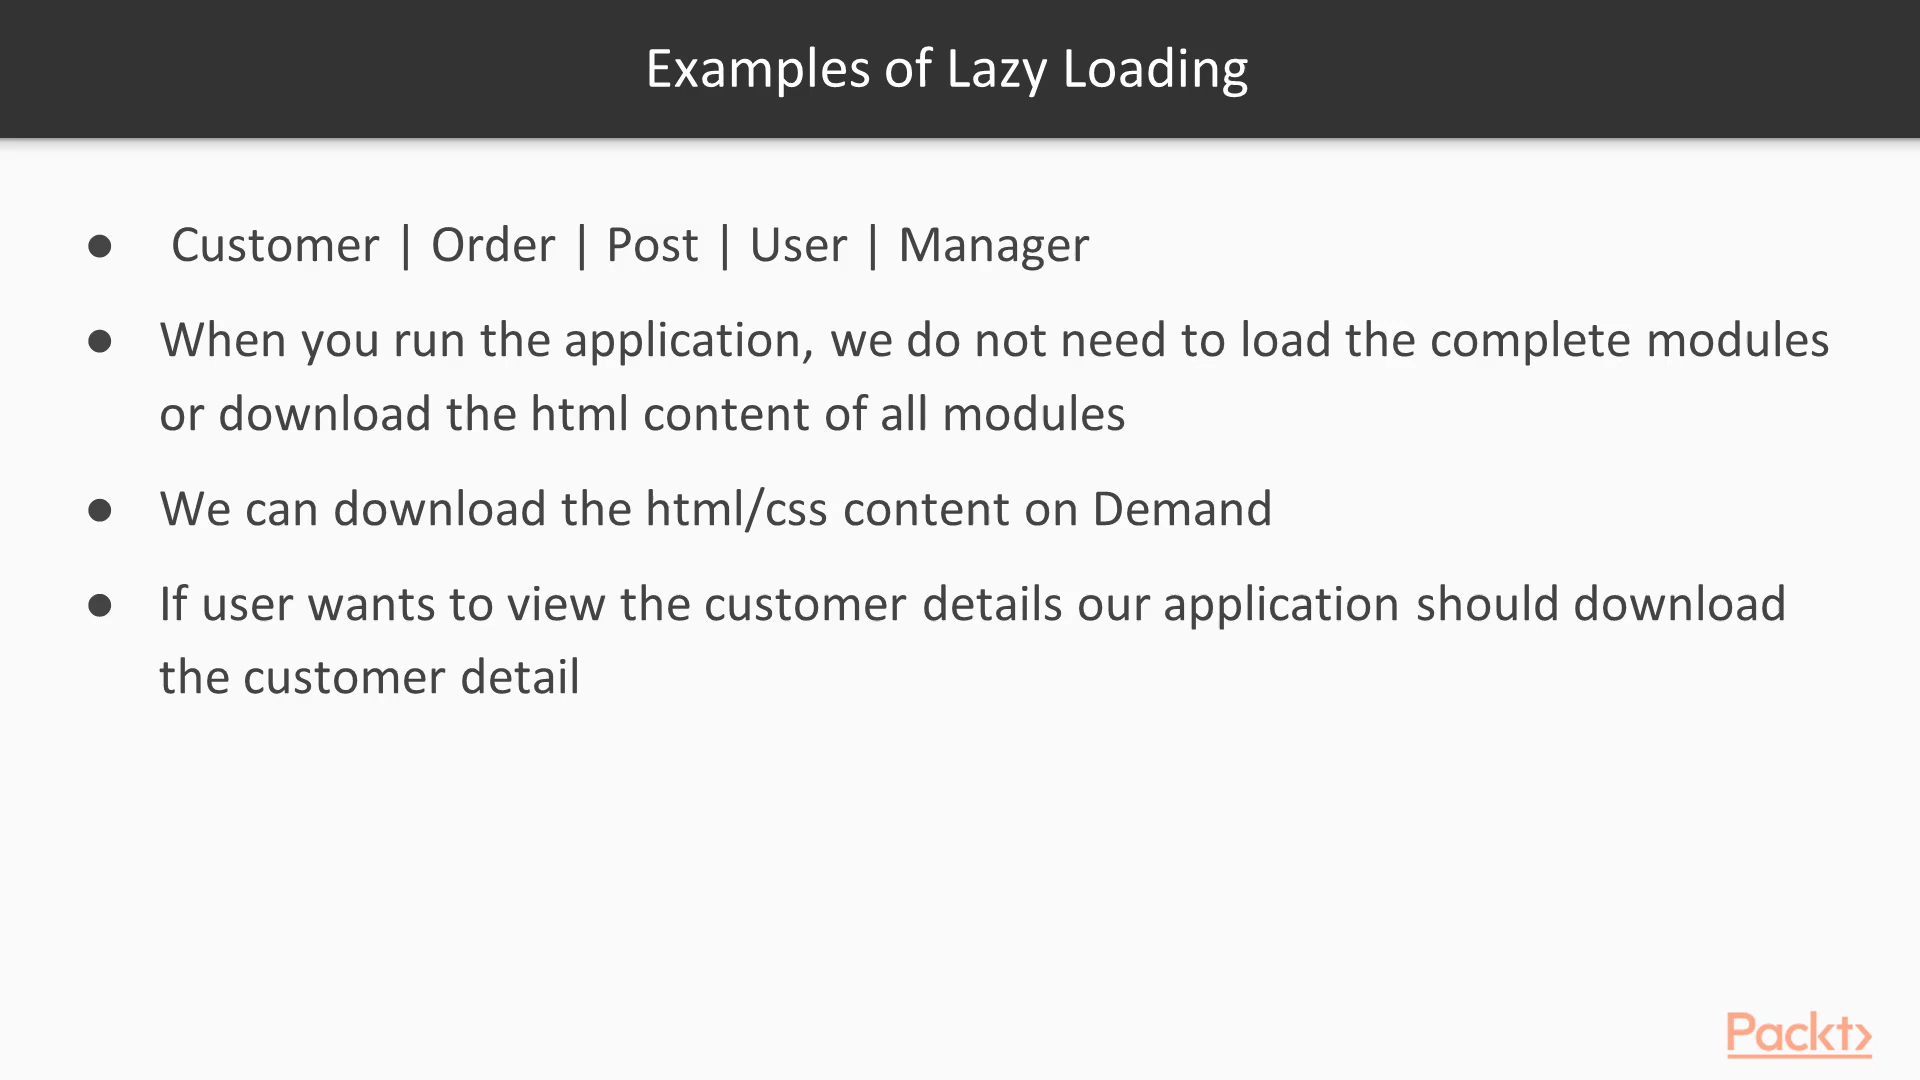 Examples of Lazy Loading
● Customer | Order | Post | User | Manager
● When you run the application, we do not need to load the complete modules
or download the html content of all modules
● We can download the html/css content on Demand
● If user wants to view the customer details our application should download
the customer detail
Packt>